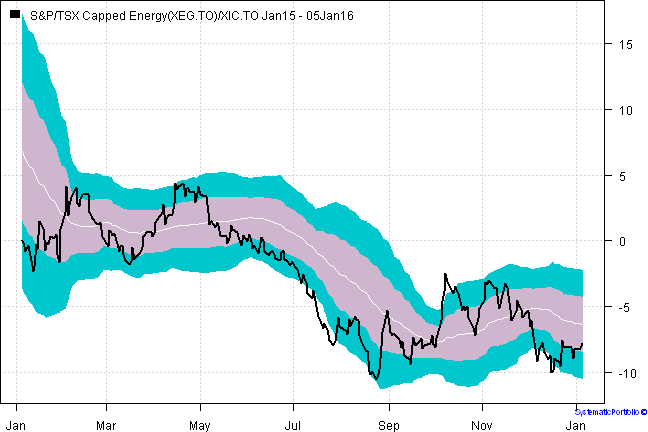 S&P/TSX Capped Energy(XEG.TO)/XIC.TO Jan15 - 05Jan16
15
10
5
0
-5
-10
Jan Mar May Jul Sep Nov Jan
SystematicPortfolio ©